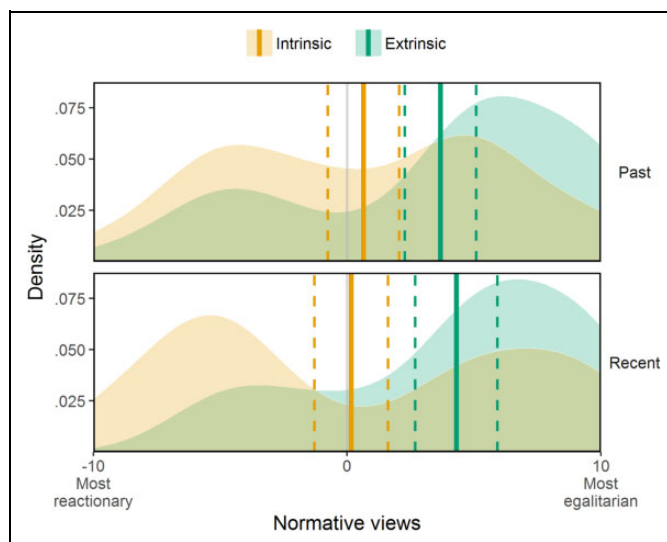 Intrinsic Extrinsic
.075
.050
.025
Past
Density
.075
.050
.025
Recent
-10 0 10
Most reactionary
Most egalitarian
Normative views